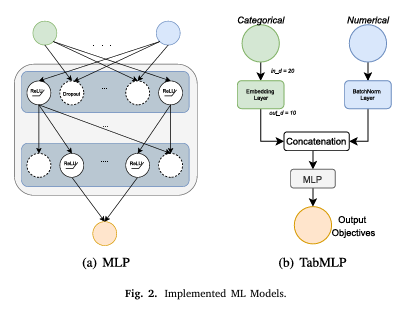 Categorical
Numerical
. . .
in_d = 20
ReLU
Dropout
...
ReLU
Embedding
Layer
BatchNorm
Layer
out_d = 10
...
Concatenation
ReLU
....
ReLU
MLP
Output
Objectives
(a) MLP
(b) TabMLP
Fig. 2. Implemented ML Models.